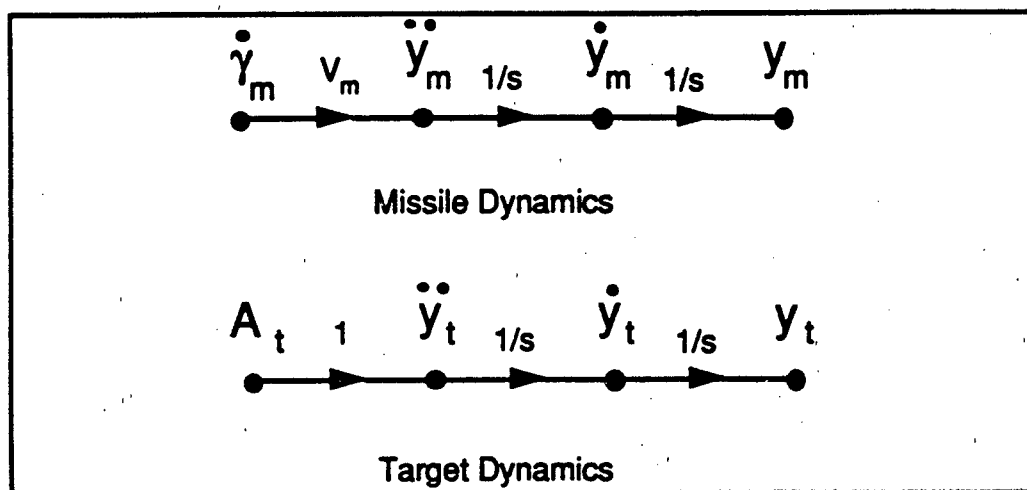 γ̇ₘ Vₘ ÿₘ 1/s ẏₘ 1/s yₘ
Missile Dynamics
Aₜ 1 ÿₜ 1/s ẏₜ 1/s yₜ
Target Dynamics